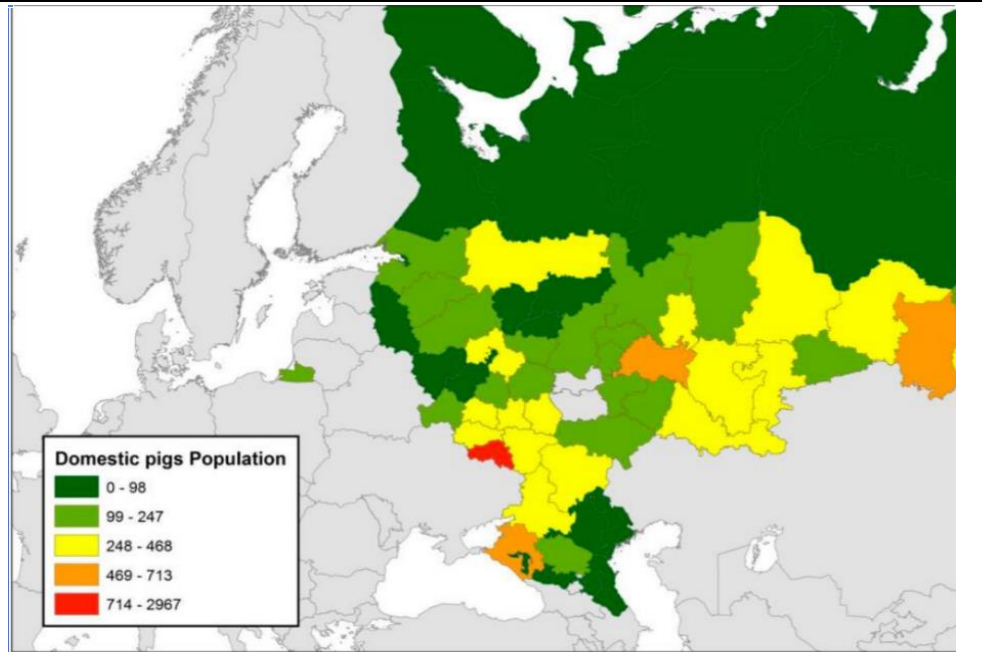 Domestic pigs Population
0 - 98
99 - 247
248 - 468
469 - 713
714 - 2967